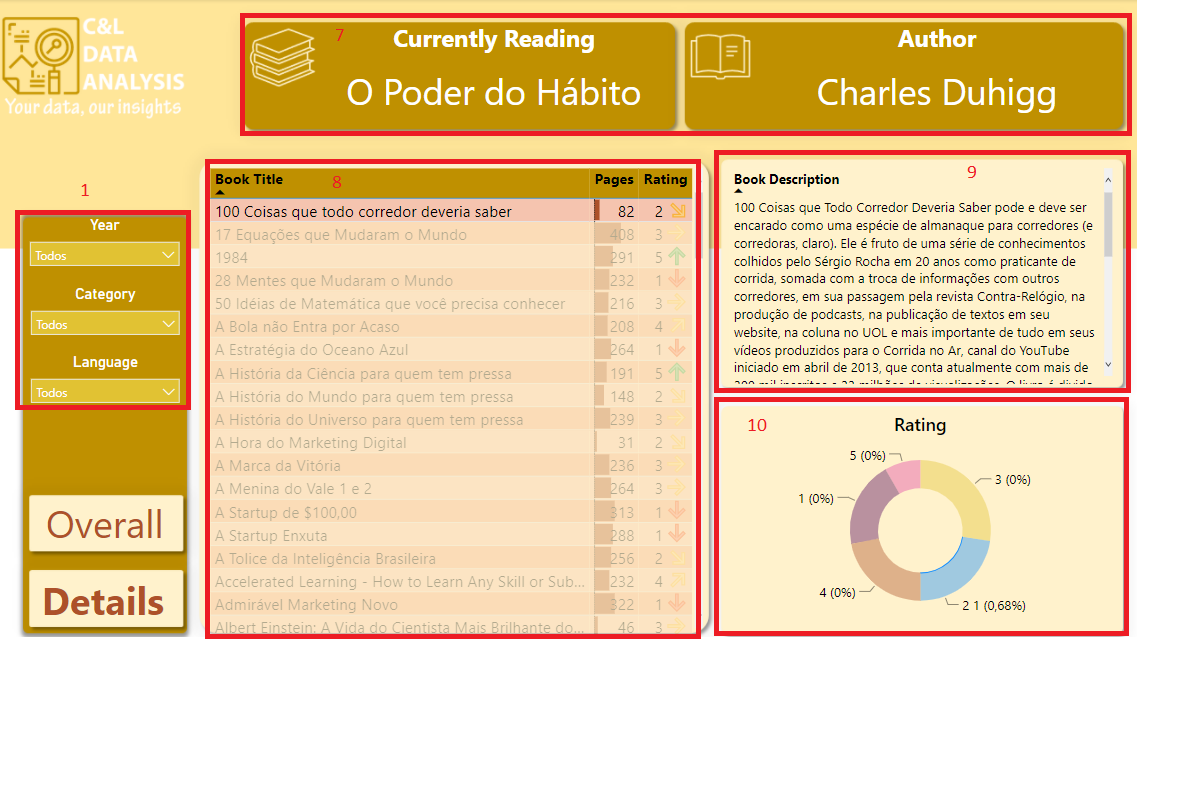 C&L
DATA
ANALYSIS
Your data, our insights
7
Currently Reading
O Poder do Hábito
Author
Charles Duhigg
1
Year
Todos
Category
Todos
Language
Todos
Overall
Details
8
Book Title Pages Rating
100 Coisas que todo corredor deveria saber 82 2
17 Equações que Mudaram o Mundo 408 3
1984 291 5
28 Mentes que Mudaram o Mundo 232 1
50 Idéias de Matemática que você precisa conhecer 216 3
A Bola não Entra por Acaso 208 4
A Estratégia do Oceano Azul 264 1
A História da Ciência para quem tem pressa 191 5
A História do Mundo para quem tem pressa 148 2
A História do Universo para quem tem pressa 239 3
A Hora do Marketing Digital 31 2
A Marca da Vitória 236 3
A Menina do Vale 1 e 2 264 3
A Startup de $100,00 313 1
A Startup Enxuta 288 1
A Tolice da Inteligência Brasileira 256 2
Accelerated Learning - How to Learn Any Skill or Sub... 232 4
Admirável Marketing Novo 322 1
Albert Einstein: A Vida do Cientista Mais Brilhante do... 46 3
9
Book Description
100 Coisas que Todo Corredor Deveria Saber pode e deve ser
encarado como uma espécie de almanaque para corredores (e
corredoras, claro). Ele é fruto de uma série de conhecimentos
colhidos pelo Sérgio Rocha em 20 anos como praticante de
corrida, somada com a troca de informações com outros
corredores, em sua passagem pela revista Contra-Relógio, na
produção de podcasts, na publicação de textos em seu
website, na coluna no UOL e mais importante de tudo em seus
vídeos produzidos para o Corrida no Ar, canal do YouTube
iniciado em abril de 2013, que conta atualmente com mais de
10
Rating
5 (0%)
3 (0%)
1 (0%)
4 (0%)
2 1 (0,68%)